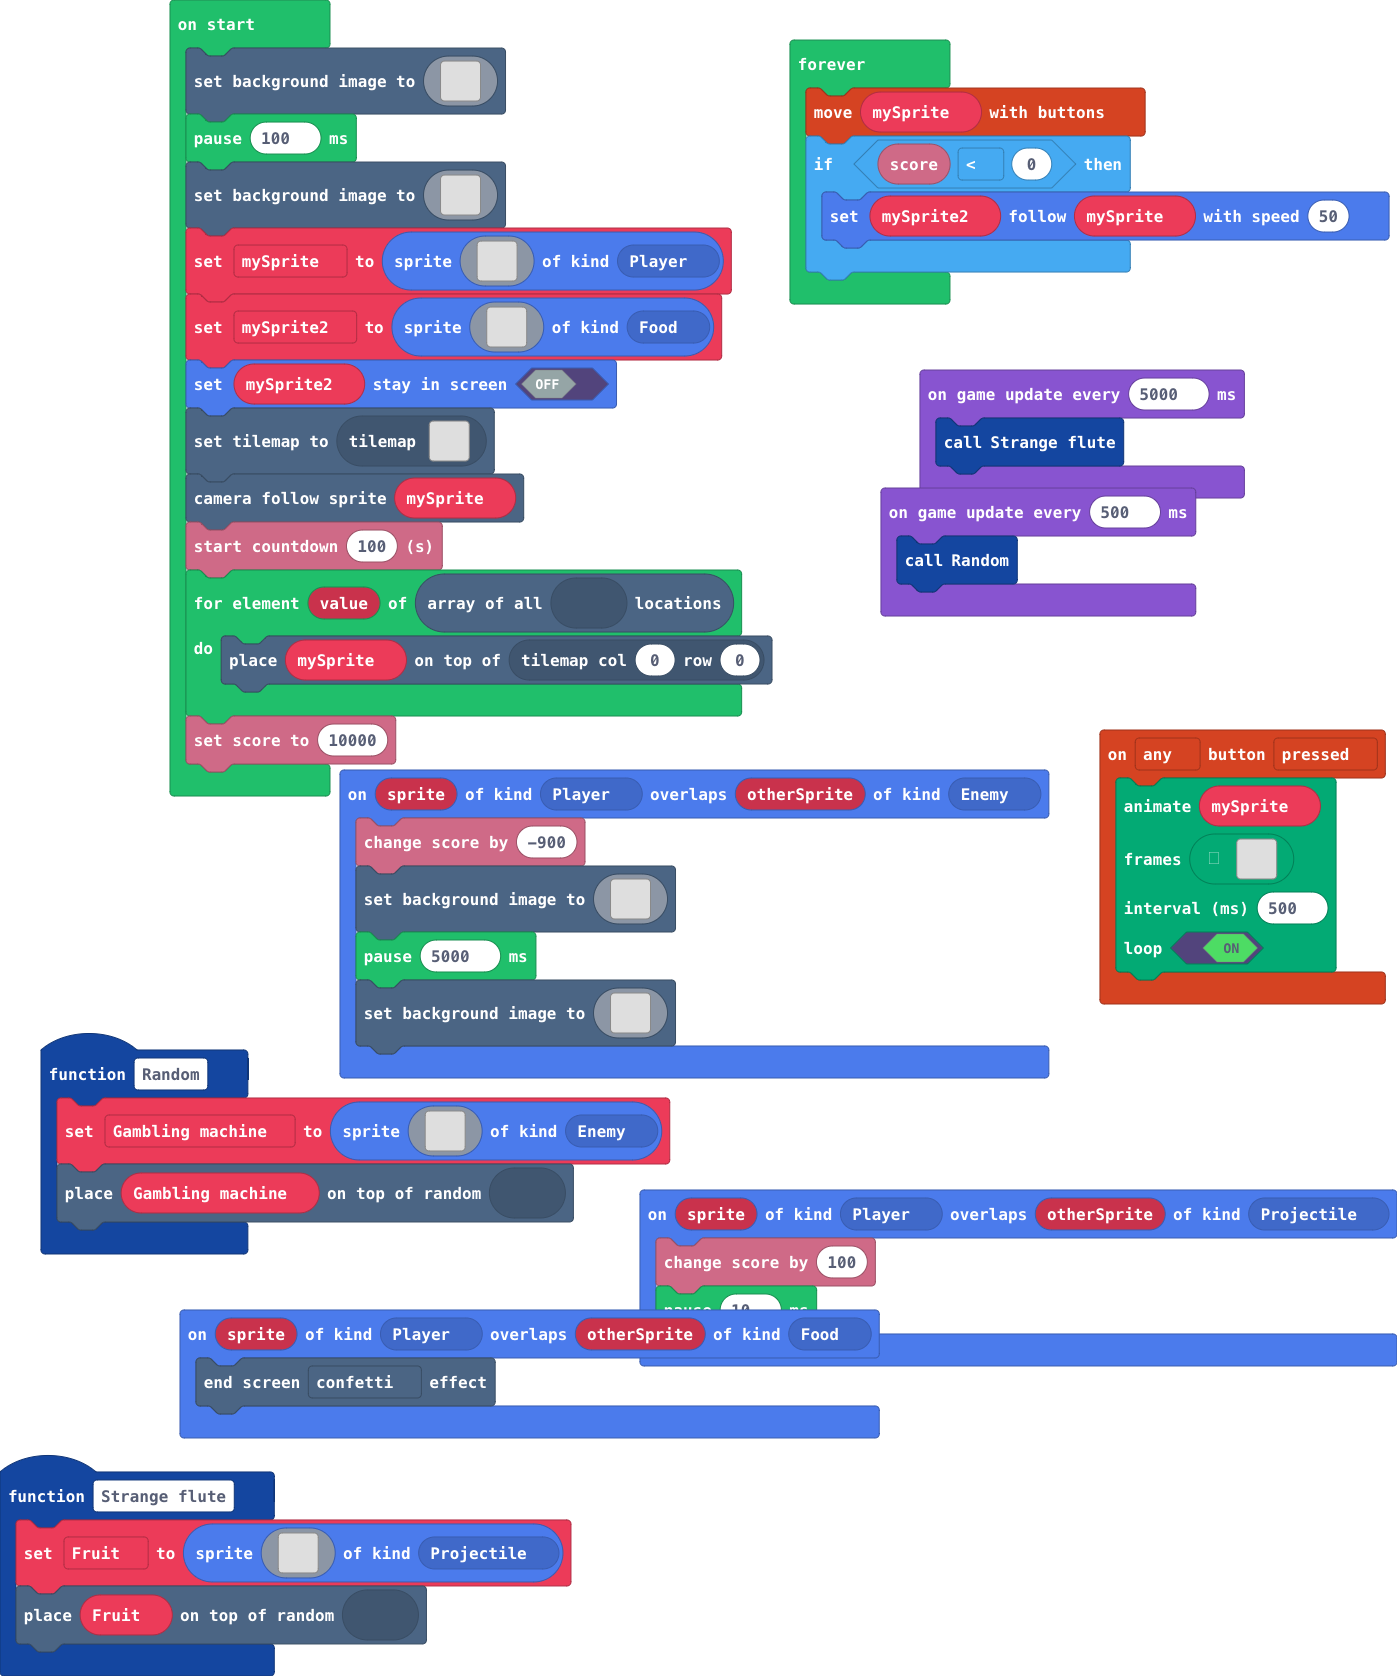 on start
set background image to
pause 100 ms
set background image to
set mySprite to sprite of kind Player
set mySprite2 to sprite of kind Food
set mySprite2 stay in screen OFF
set tilemap to tilemap
camera follow sprite mySprite
start countdown 100 (s)
for element value of array of all locations
do place mySprite on top of tilemap col 0 row 0
set score to 10000
forever
move mySprite with buttons
if score < 0 then
set mySprite2 follow mySprite with speed 50
on game update every 5000 ms
call Strange flute
on game update every 500 ms
call Random
on any button pressed
animate mySprite
frames
interval (ms) 500
loop ON
on sprite of kind Player overlaps otherSprite of kind Enemy
change score by -900
set background image to
pause 5000 ms
set background image to
function Random
set Gambling machine to sprite of kind Enemy
place Gambling machine on top of random
on sprite of kind Player overlaps otherSprite of kind Projectile
change score by 100
pause 10 ms
on sprite of kind Player overlaps otherSprite of kind Food
end screen confetti effect
function Strange flute
set Fruit to sprite of kind Projectile
place Fruit on top of random